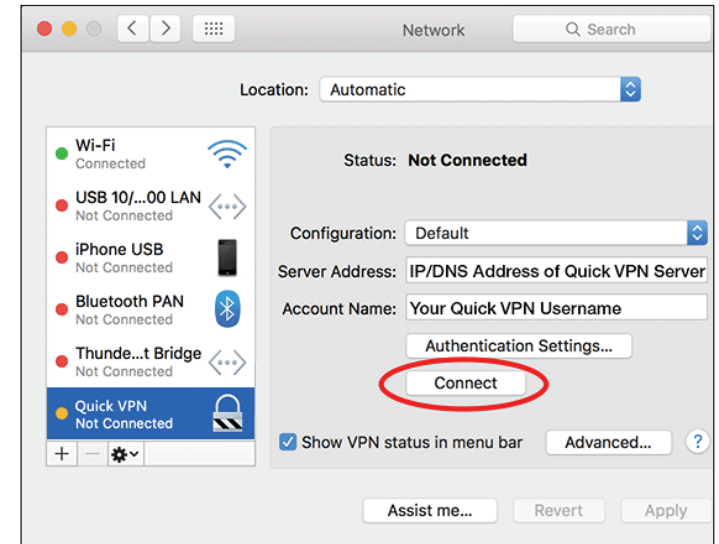 Network
Search
Location: Automatic
Wi-Fi
Connected
USB 10/...00 LAN
Not Connected
iPhone USB
Not Connected
Bluetooth PAN
Not Connected
Thunde...t Bridge
Not Connected
Quick VPN
Not Connected
Status: Not Connected
Configuration: Default
Server Address: IP/DNS Address of Quick VPN Server
Account Name: Your Quick VPN Username
Authentication Settings...
Connect
Show VPN status in menu bar
Advanced...
?
Assist me...
Revert
Apply